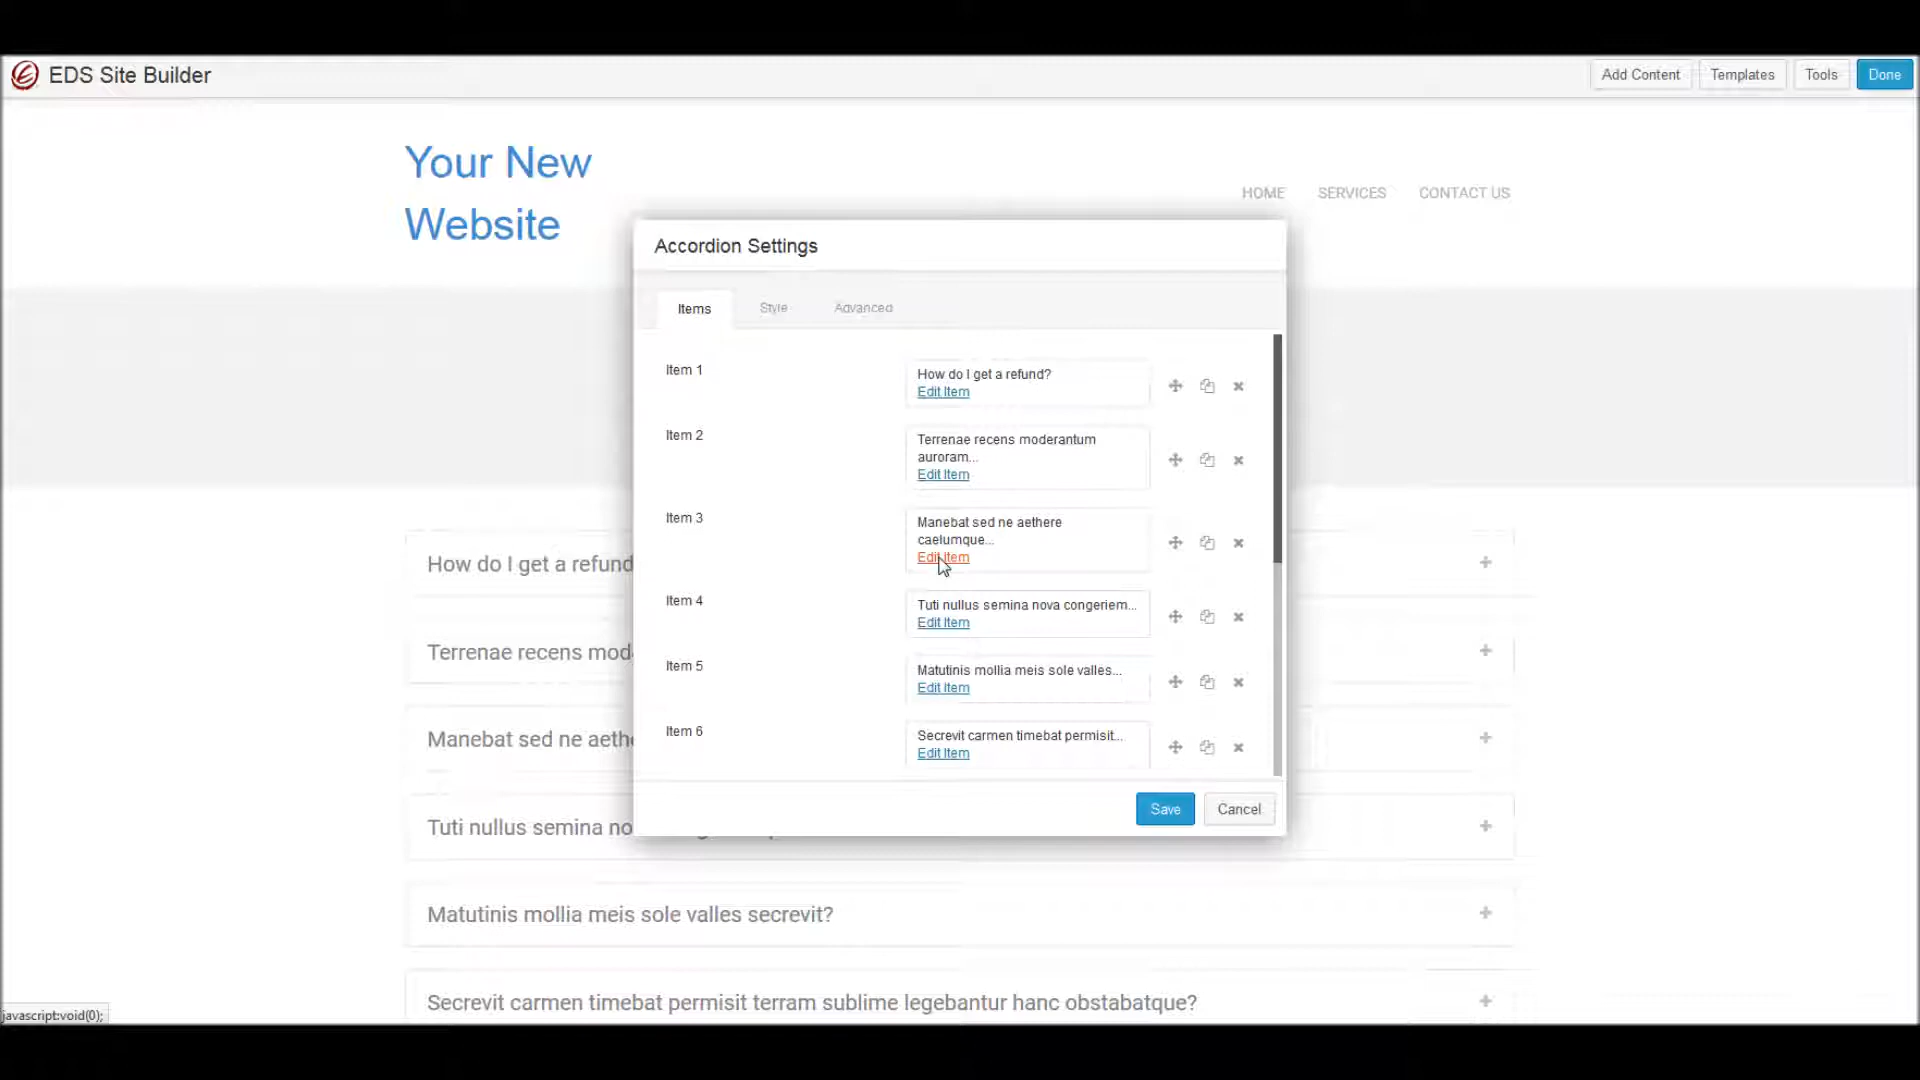 EDS Site Builder
Add Content
Templates
Tools
Done
Your New
Website
HOME
SERVICES
CONTACT US
Accordion Settings
Items
Style
Advanced
Item 1
How do I get a refund?
Edit Item
Item 2
Terrenae recens moderantum
auroram...
Edit Item
Item 3
Manebat sed ne aethere
caelumque...
Edit Item
Item 4
Tuti nullus semina nova congeriem...
Edit Item
Item 5
Matutinis mollia meis sole valles...
Edit Item
Item 6
Secrevit carmen timebat permisit...
Edit Item
Save
Cancel
How do I get a refund
Terrenae recens mod
Manebat sed ne aeth
Tuti nullus semina no
Matutinis mollia meis sole valles secrevit?
Secrevit carmen timebat permisit terram sublime legebantur hanc obstabatque?
javascript:void(0);